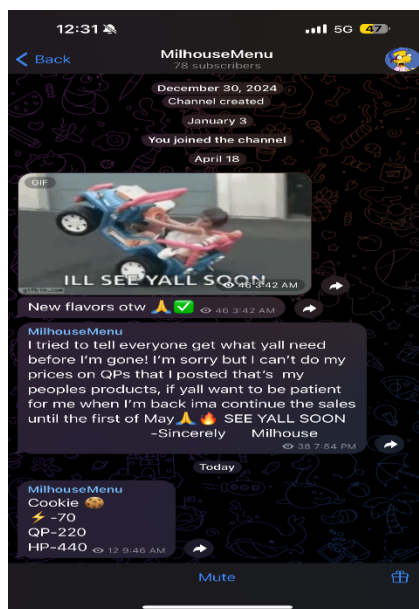 12:31
5G 47
Back
MilhouseMenu
78 subscribers
December 30, 2024
Channel created
January 3
You joined the channel
April 18
GIF
ILL SEE YALL SOON
46 3:42 AM
New flavors otw 🙏✅ 46 3:42 AM
MilhouseMenu
I tried to tell everyone get what yall need
before I'm gone! I'm sorry but I can't do my
prices on QPs that I posted that's my
peoples products, if yall want to be patient
for me when I'm back ima continue the sales
until the first of May🙏🔥 SEE YALL SOON
-Sincerely Milhouse
38 7:54 PM
Today
MilhouseMenu
Cookie 🍪
⚡-70
QP-220
HP-440 12 9:46 AM
Mute